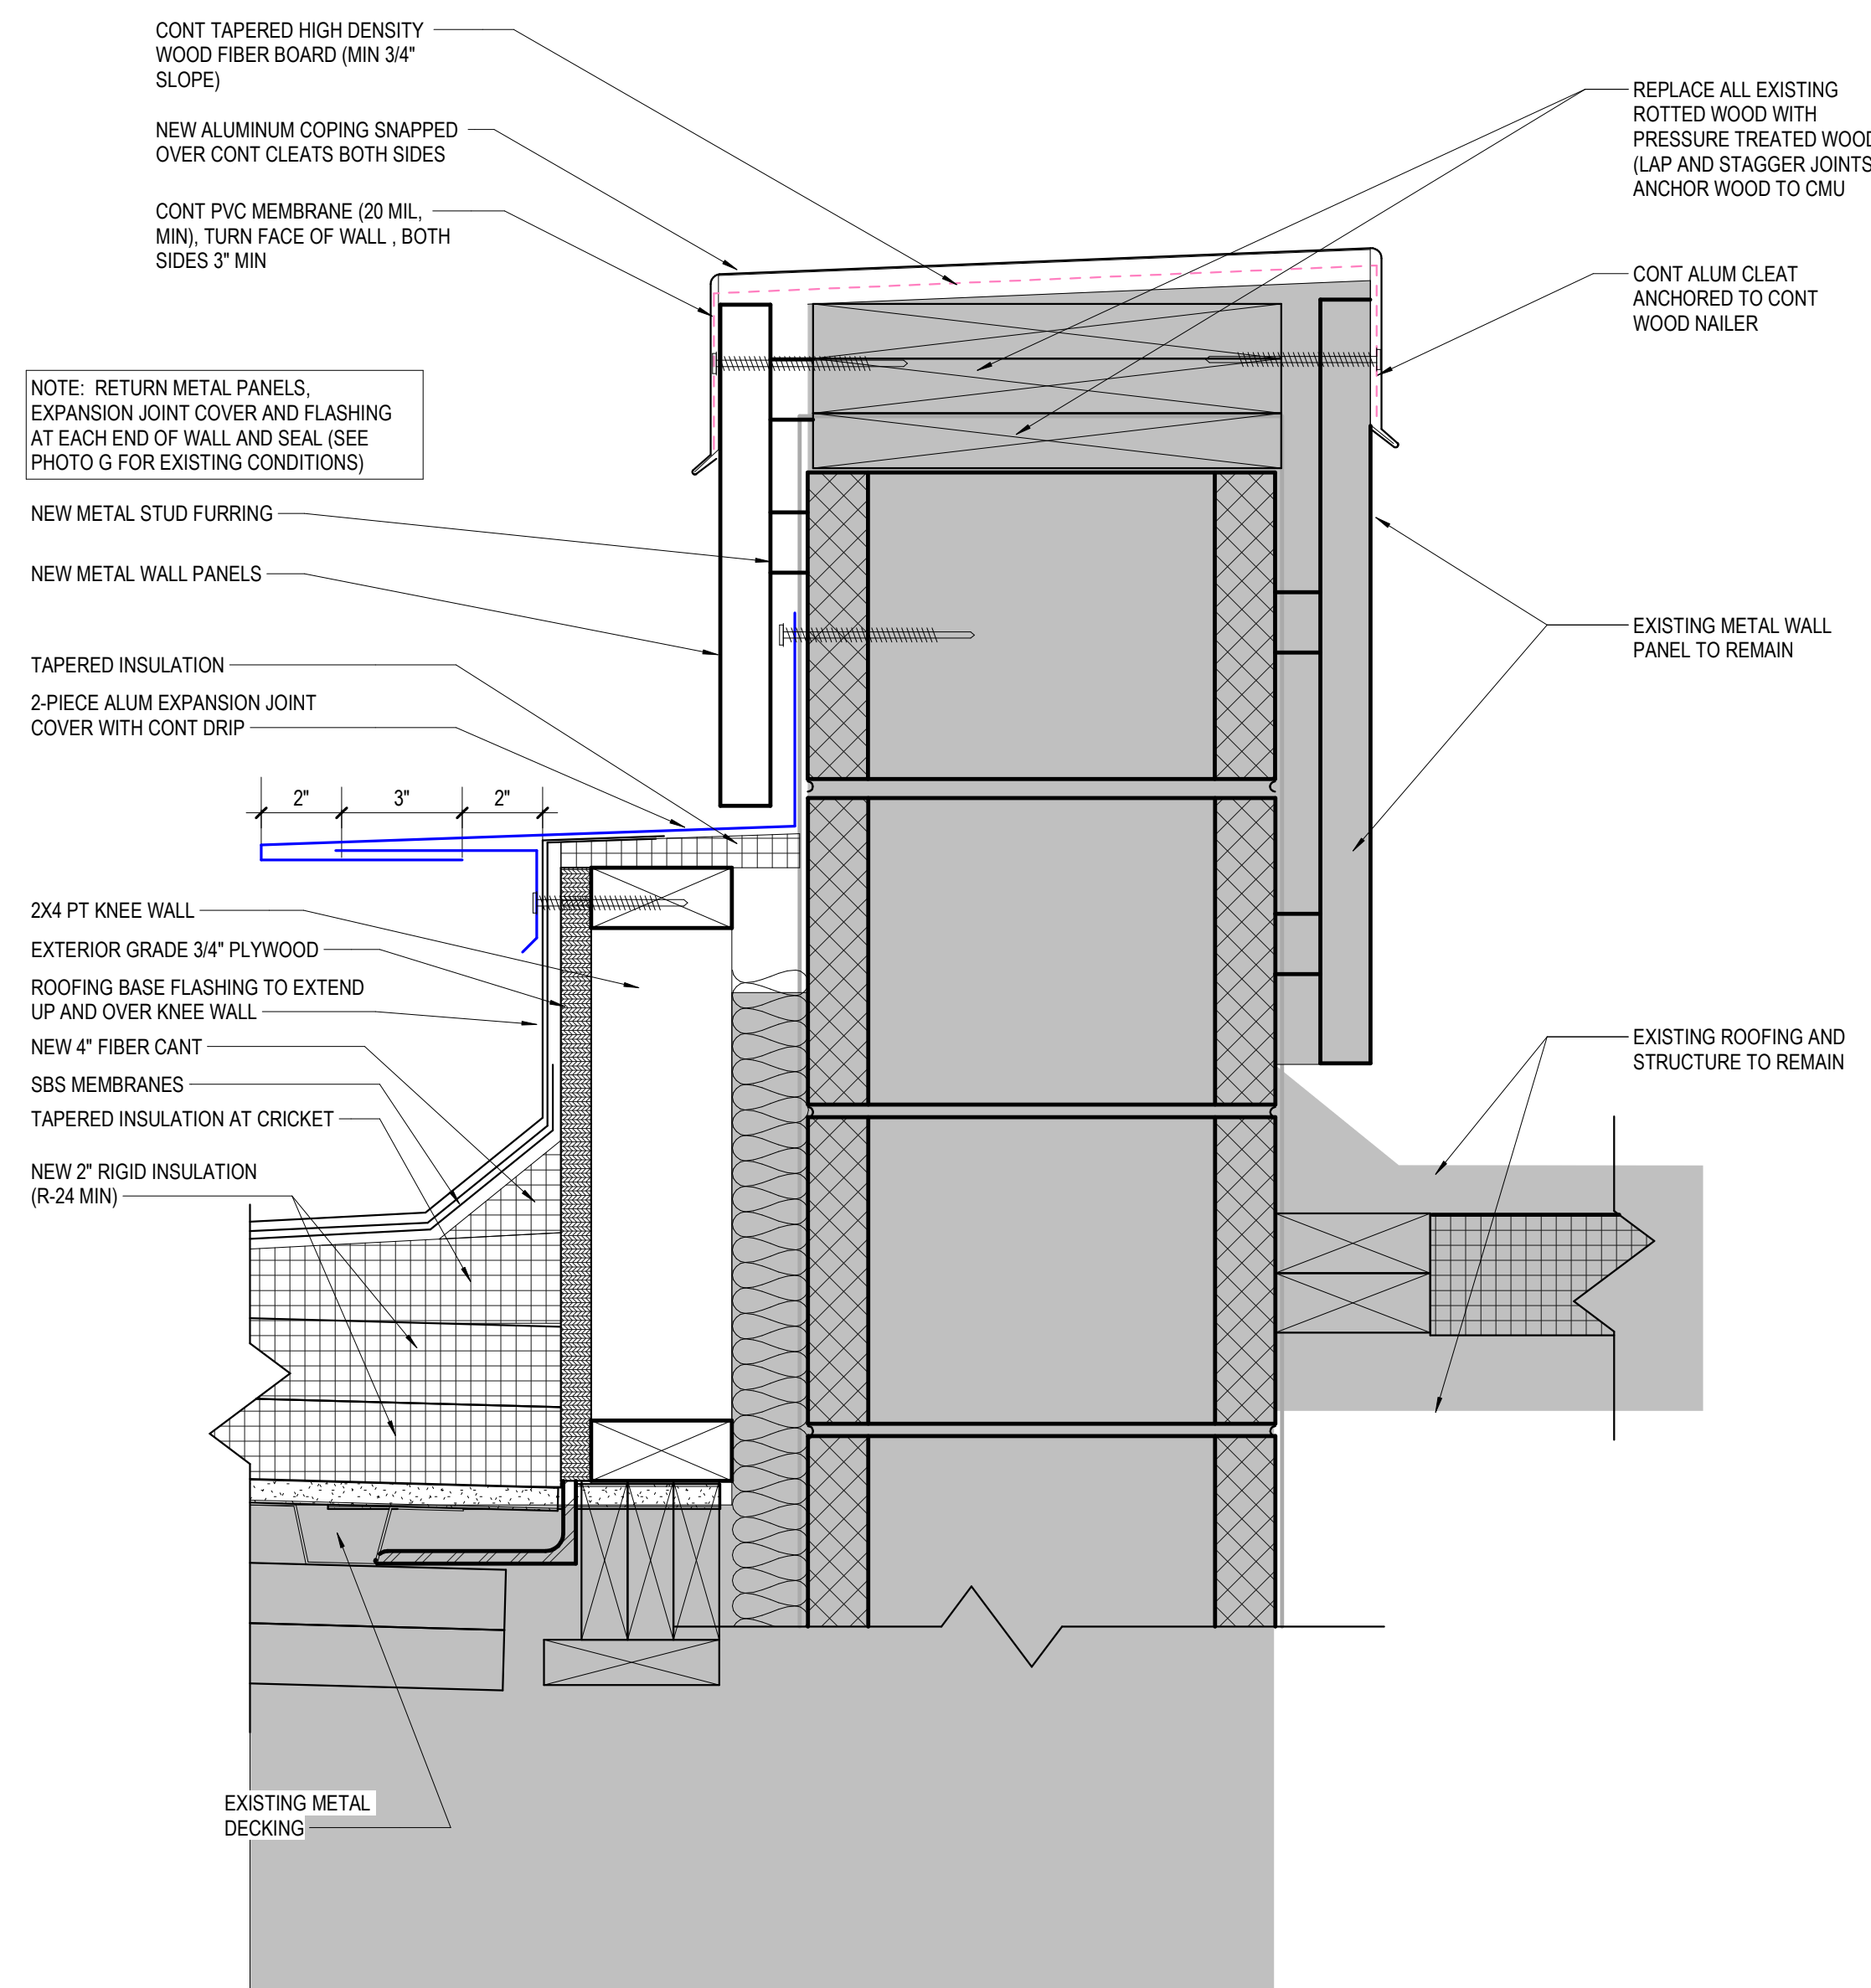 CONT TAPERED HIGH DENSITY
WOOD FIBER BOARD (MIN 3/4"
SLOPE)
NEW ALUMINUM COPING SNAPPED
OVER CONT CLEATS BOTH SIDES
CONT PVC MEMBRANE (20 MIL,
MIN), TURN FACE OF WALL , BOTH
SIDES 3" MIN
NOTE: RETURN METAL PANELS,
EXPANSION JOINT COVER AND FLASHING
AT EACH END OF WALL AND SEAL (SEE
PHOTO G FOR EXISTING CONDITIONS)
NEW METAL STUD FURRING
NEW METAL WALL PANELS
TAPERED INSULATION
2-PIECE ALUM EXPANSION JOINT
COVER WITH CONT DRIP
2" 3" 2"
2X4 PT KNEE WALL
EXTERIOR GRADE 3/4" PLYWOOD
ROOFING BASE FLASHING TO EXTEND
UP AND OVER KNEE WALL
NEW 4" FIBER CANT
SBS MEMBRANES
TAPERED INSULATION AT CRICKET
NEW 2" RIGID INSULATION
(R-24 MIN)
EXISTING METAL
DECKING
REPLACE ALL EXISTING
ROTTED WOOD WITH
PRESSURE TREATED WOOD
(LAP AND STAGGER JOINTS
ANCHOR WOOD TO CMU
CONT ALUM CLEAT
ANCHORED TO CONT
WOOD NAILER
EXISTING METAL WALL
PANEL TO REMAIN
EXISTING ROOFING AND
STRUCTURE TO REMAIN